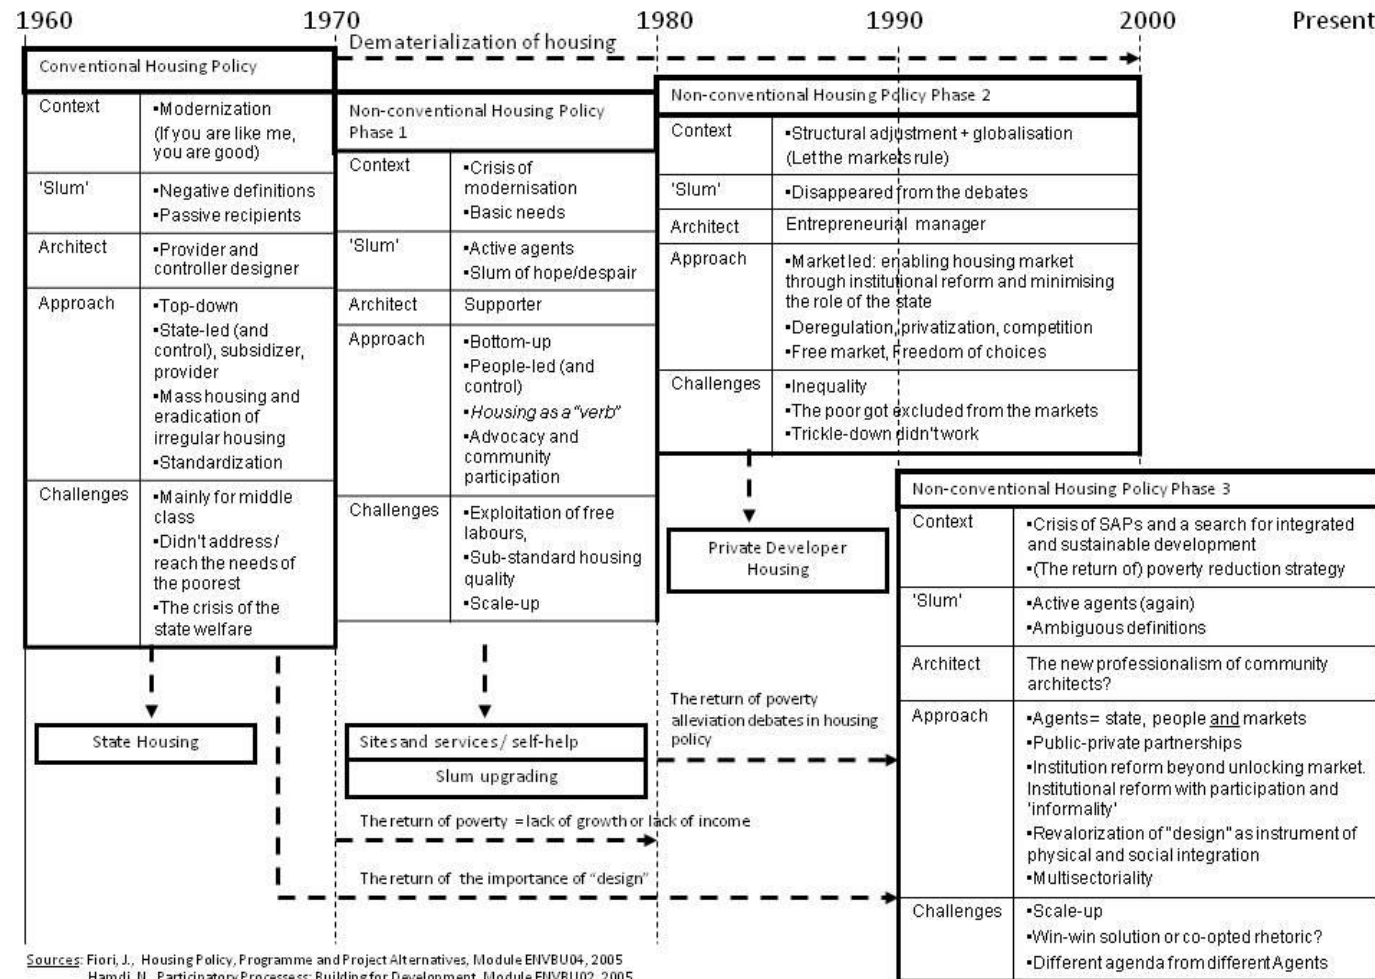 1960 1970 1980 1990 2000 Present
Dematerialization of housing
Conventional Housing Policy
Context
▪Modernization
(If you are like me,
you are good)
'Slum'
▪Negative definitions
▪Passive recipients
Architect
▪Provider and
controller designer
Approach
▪Top-down
▪State-led (and
control), subsidizer,
provider
▪Mass housing and
eradication of
irregular housing
▪Standardization
Challenges
▪Mainly for middle
class
▪Didn't address/
reach the needs of
the poorest
▪The crisis of the
state welfare
State Housing
Non-conventional Housing Policy
Phase 1
Context
▪Crisis of
modernisation
▪Basic needs
'Slum'
▪Active agents
▪Slum of hope/despair
Architect
Supporter
Approach
▪Bottom-up
▪People-led (and
control)
▪Housing as a "verb"
▪Advocacy and
community
participation
Challenges
▪Exploitation of free
labours,
▪Sub-standard housing
quality
▪Scale-up
Sites and services / self-help
Slum upgrading
The return of poverty = lack of growth or lack of income
The return of the importance of "design"
Non-conventional Housing Policy Phase 2
Context
▪Structural adjustment + globalisation
(Let the markets rule)
'Slum'
▪Disappeared from the debates
Architect
Entrepreneurial manager
Approach
▪Market led: enabling housing market
through institutional reform and minimising
the role of the state
▪Deregulation, privatization, competition
▪Free market, Freedom of choices
Challenges
▪Inequality
▪The poor got excluded from the markets
▪Trickle-down didn't work
Private Developer
Housing
The return of poverty
alleviation debates in housing
policy
Non-conventional Housing Policy Phase 3
Context
▪Crisis of SAPs and a search for integrated
and sustainable development
▪(The return of) poverty reduction strategy
'Slum'
▪Active agents (again)
▪Ambiguous definitions
Architect
The new professionalism of community
architects?
Approach
▪Agents= state, people and markets
▪Public-private partnerships
▪Institution reform beyond unlocking market.
Institutional reform with participation and
'informality'
▪Revalorization of "design" as instrument of
physical and social integration
▪Multisectoriality
Challenges
▪Scale-up
▪Win-win solution or co-opted rhetoric?
▪Different agenda from different Agents
Sources: Fiori, J., Housing Policy, Programme and Project Alternatives, Module ENVBU04, 2005
Hamdi, N., Participatory Processess: Building for Development, Module ENVBU02, 2005